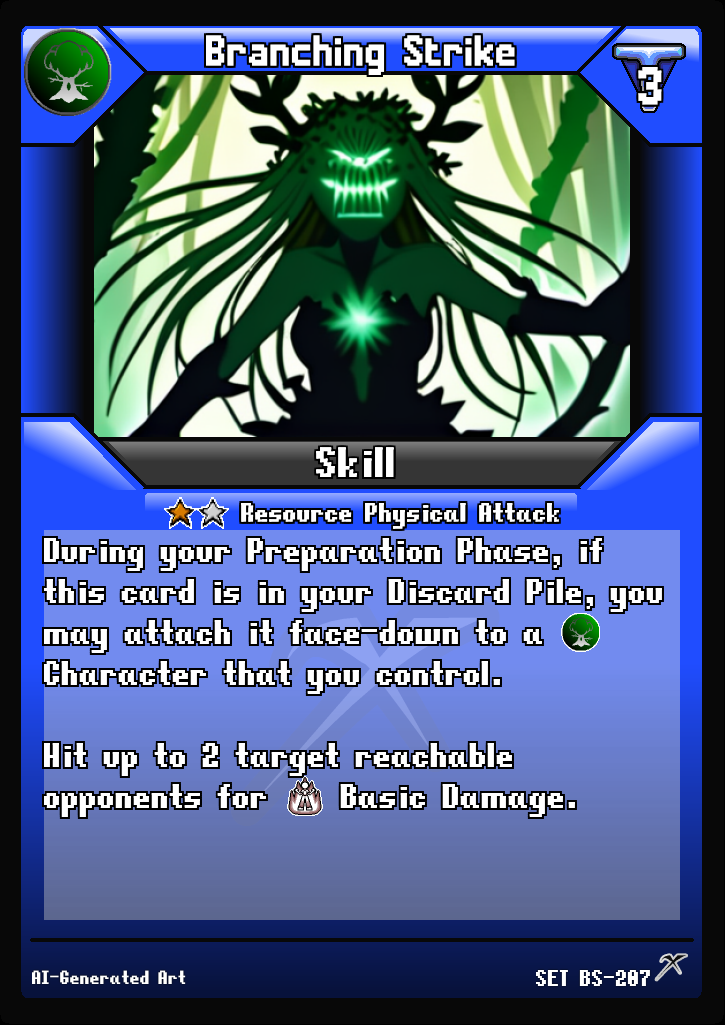 Branching Strike
3
Skill
Resource Physical Attack
During your Preparation Phase, if
this card is in your Discard Pile, you
may attach it face-down to a
Character that you control.
Hit up to 2 target reachable
opponents for A Basic Damage.
AI-Generated Art
SET BS-207